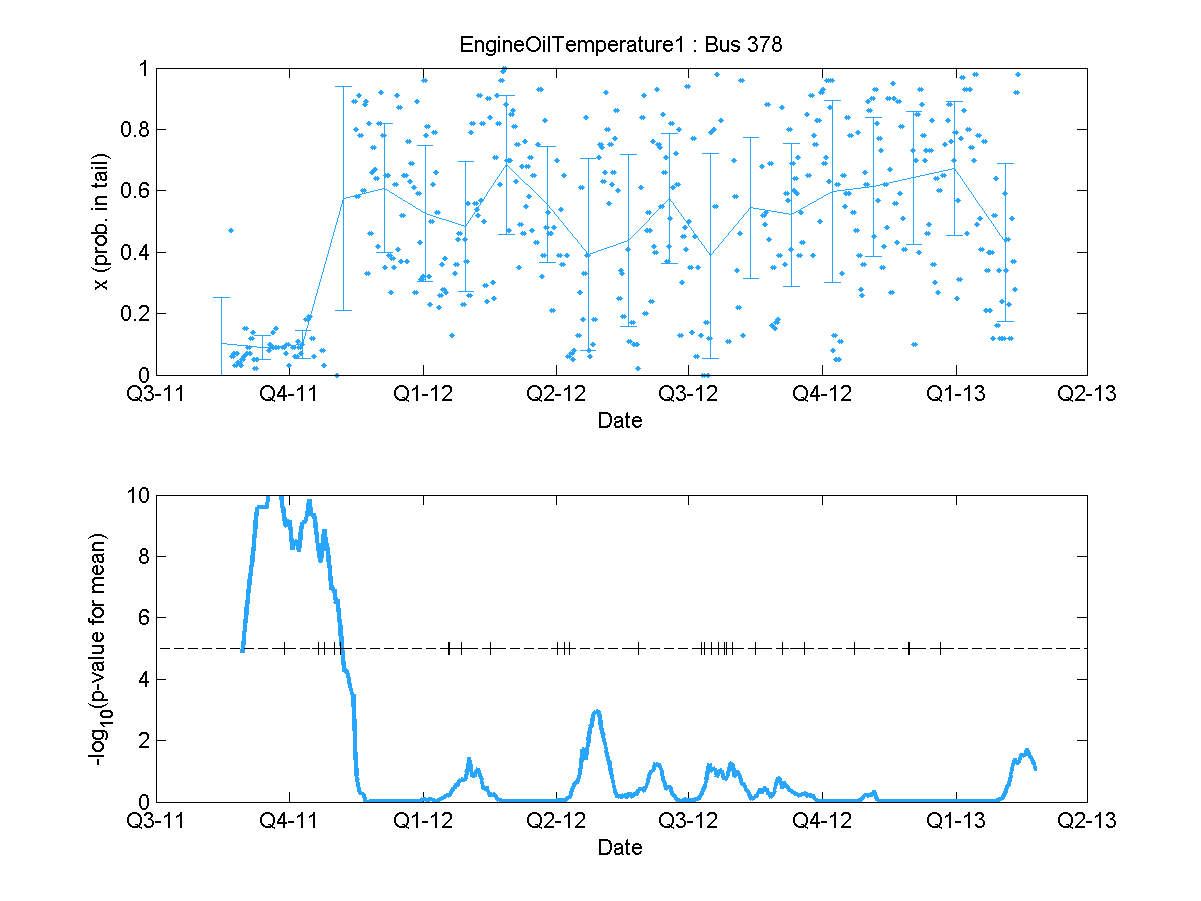 EngineOilTemperature1 : Bus 378
1
0.8
0.6
0.4
0.2
0
x (prob. in tail)
Q3-11 Q4-11 Q1-12 Q2-12 Q3-12 Q4-12 Q1-13 Q2-13
Date
10
8
6
4
2
0
-log10(p-value for mean)
Q3-11 Q4-11 Q1-12 Q2-12 Q3-12 Q4-12 Q1-13 Q2-13
Date